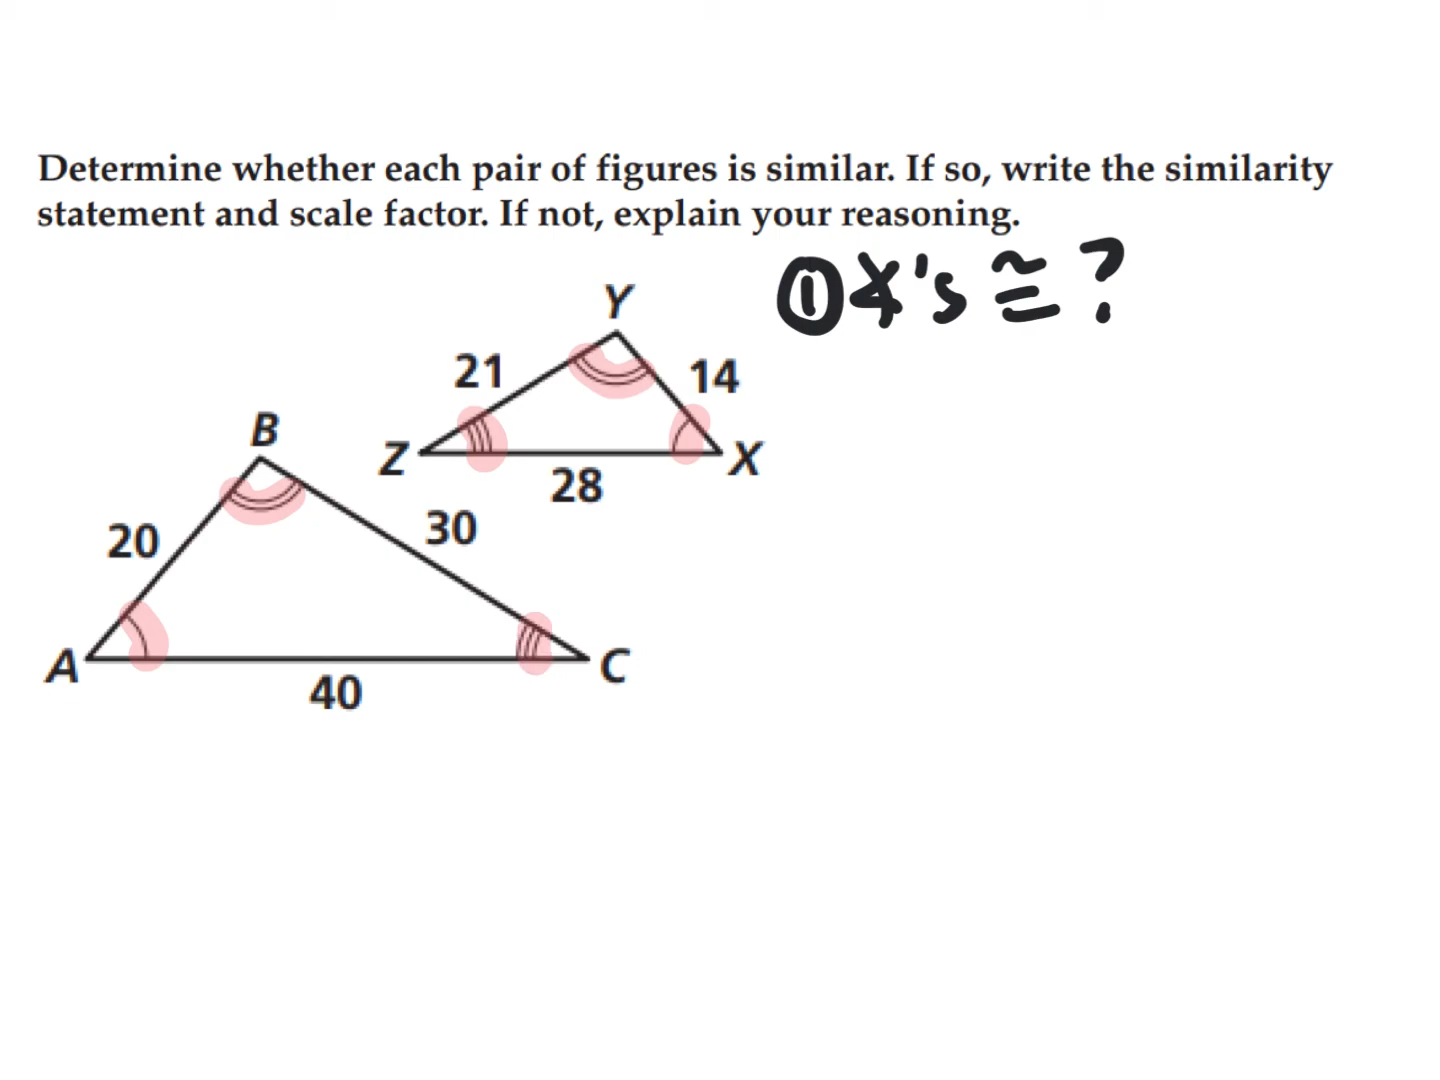 Determine whether each pair of figures is similar. If so, write the similarity
statement and scale factor. If not, explain your reasoning.
① ∡'s ≅ ?
Y
21
14
B
Z
X
28
20
30
A
C
40